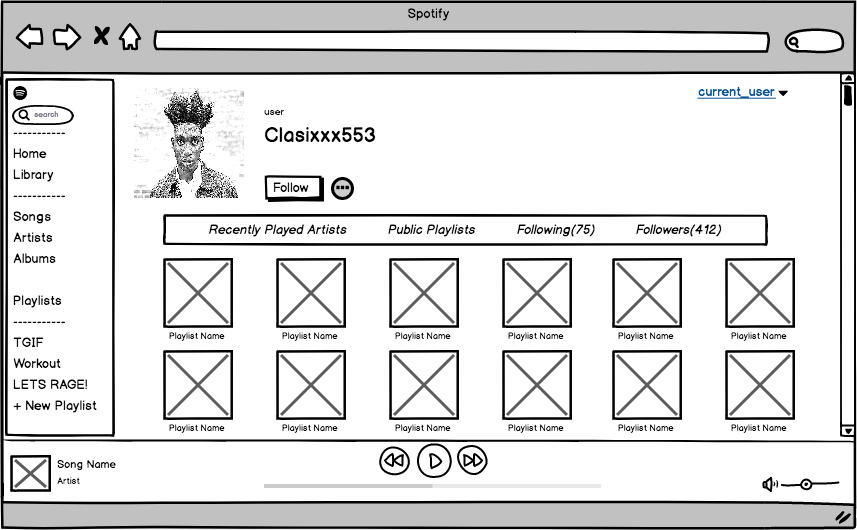 Spotify
search
-----------
Home
Library
-----------
Songs
Artists
Albums
Playlists
-----------
TGIF
Workout
LETS RAGE!
+ New Playlist
current_user
user
Clasixxx553
Follow
Recently Played Artists Public Playlists Following(75) Followers(412)
Playlist Name Playlist Name Playlist Name Playlist Name Playlist Name Playlist Name
Playlist Name Playlist Name Playlist Name Playlist Name Playlist Name Playlist Name
Song Name
Artist